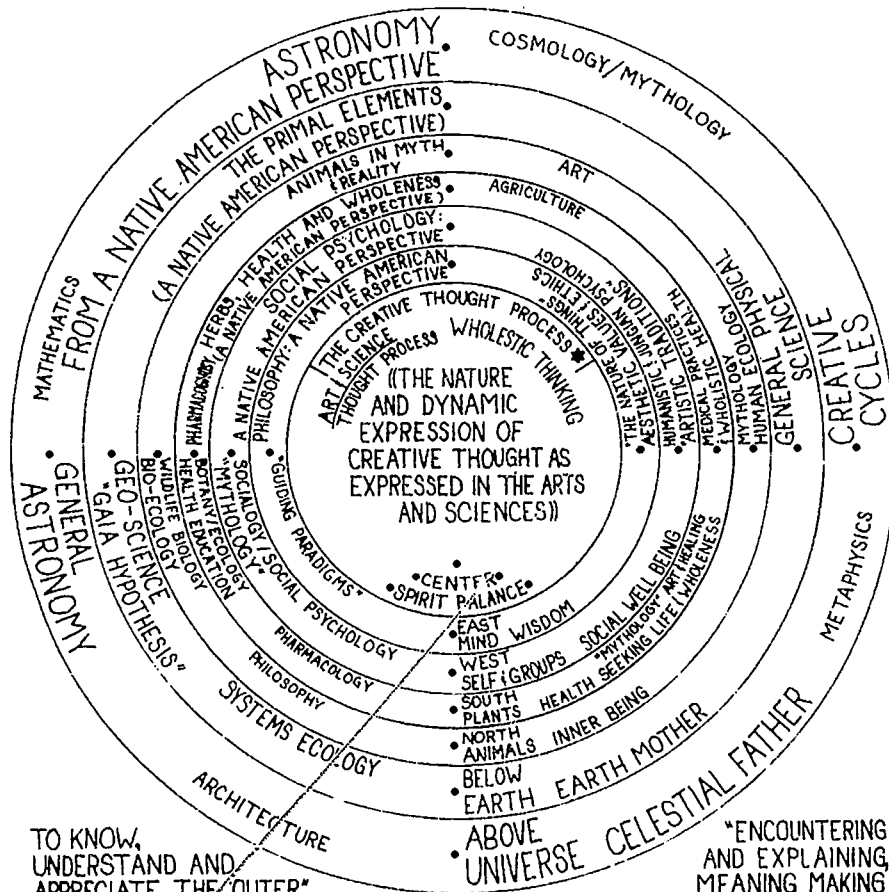 ASTRONOMY
FROM A NATIVE AMERICAN PERSPECTIVE
COSMOLOGY/MYTHOLOGY
THE PRIMAL ELEMENTS
(A NATIVE AMERICAN PERSPECTIVE)
ANIMALS IN MYTH
& REALITY
ART
AGRICULTURE
HERBS, HEALTH AND WHOLENESS
(A NATIVE AMERICAN PERSPECTIVE)
SOCIAL PSYCHOLOGY:
A NATIVE AMERICAN PERSPECTIVE
PHILOSOPHY: A NATIVE AMERICAN
PERSPECTIVE
THE CREATIVE THOUGHT PROCESS
ART & SCIENCE
THOUGHT PROCESS
WHOLESTIC THINKING
((THE NATURE
AND DYNAMIC
EXPRESSION OF
CREATIVE THOUGHT AS
EXPRESSED IN THE ARTS
AND SCIENCES))
"THE NATURE OF
THINGS"
AESTHETIC VALUES & ETHICS
HUMANISTIC & JUNGIAN PSYCHOLOGY
"ARTISTIC TRADITIONS"
MEDICAL PRACTICES
& WHOLISTIC HEALTH
MYTHOLOGY
HUMAN ECOLOGY
GENERAL PHYSICAL
SCIENCE
CREATIVE
CYCLES
MATHEMATICS
PHARMACOGNOSY
GENERAL
ASTRONOMY
GEO-SCIENCE
"GAIA HYPOTHESIS"
WILDLIFE BIOLOGY
BIO-ECOLOGY
BOTANY/ECOLOGY
HEALTH EDUCATION
SOCIALOGY/SOCIAL PSYCHOLOGY
"MYTHOLOGY"
"GUIDING PARADIGMS"
PHARMACOLOGY
PHILOSOPHY
SYSTEMS ECOLOGY
ARCHITECTURE
METAPHYSICS
CENTER
SPIRIT BALANCE
EAST
MIND WISDOM
WEST
SELF & GROUPS SOCIAL WELL BEING
SOUTH
PLANTS HEALTH SEEKING LIFE & WHOLENESS
"MYTHOLOGY, ART & HEALING
NORTH
ANIMALS INNER BEING
BELOW
EARTH EARTH MOTHER
ABOVE
UNIVERSE CELESTIAL FATHER
TO KNOW,
UNDERSTAND AND
APPRECIATE THE "OUTER"
"ENCOUNTERING
AND EXPLAINING,
MEANING MAKING,